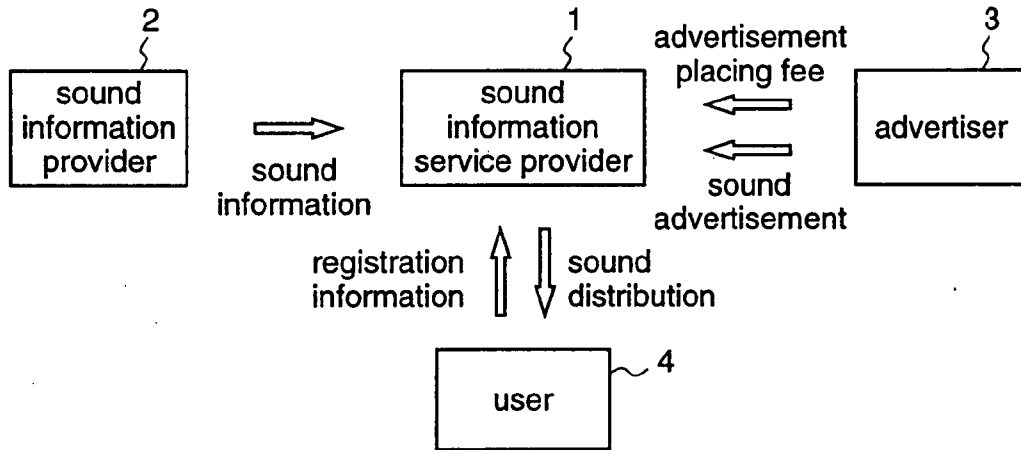 2
1
3
sound
information
provider
sound
information
service provider
advertisement
placing fee
advertiser
sound
information
sound
advertisement
registration
information
sound
distribution
4
user